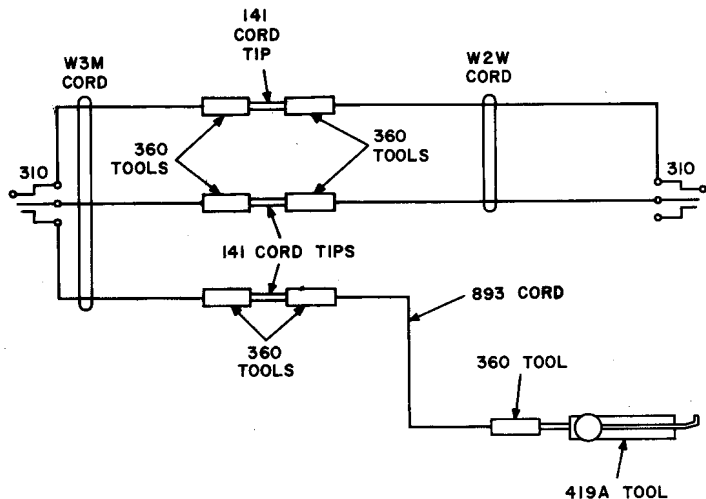 141
CORD
TIP
W3M
CORD
W2W
CORD
360
TOOLS
360
TOOLS
310
310
141 CORD TIPS
893 CORD
360
TOOLS
360 TOOL
419A TOOL